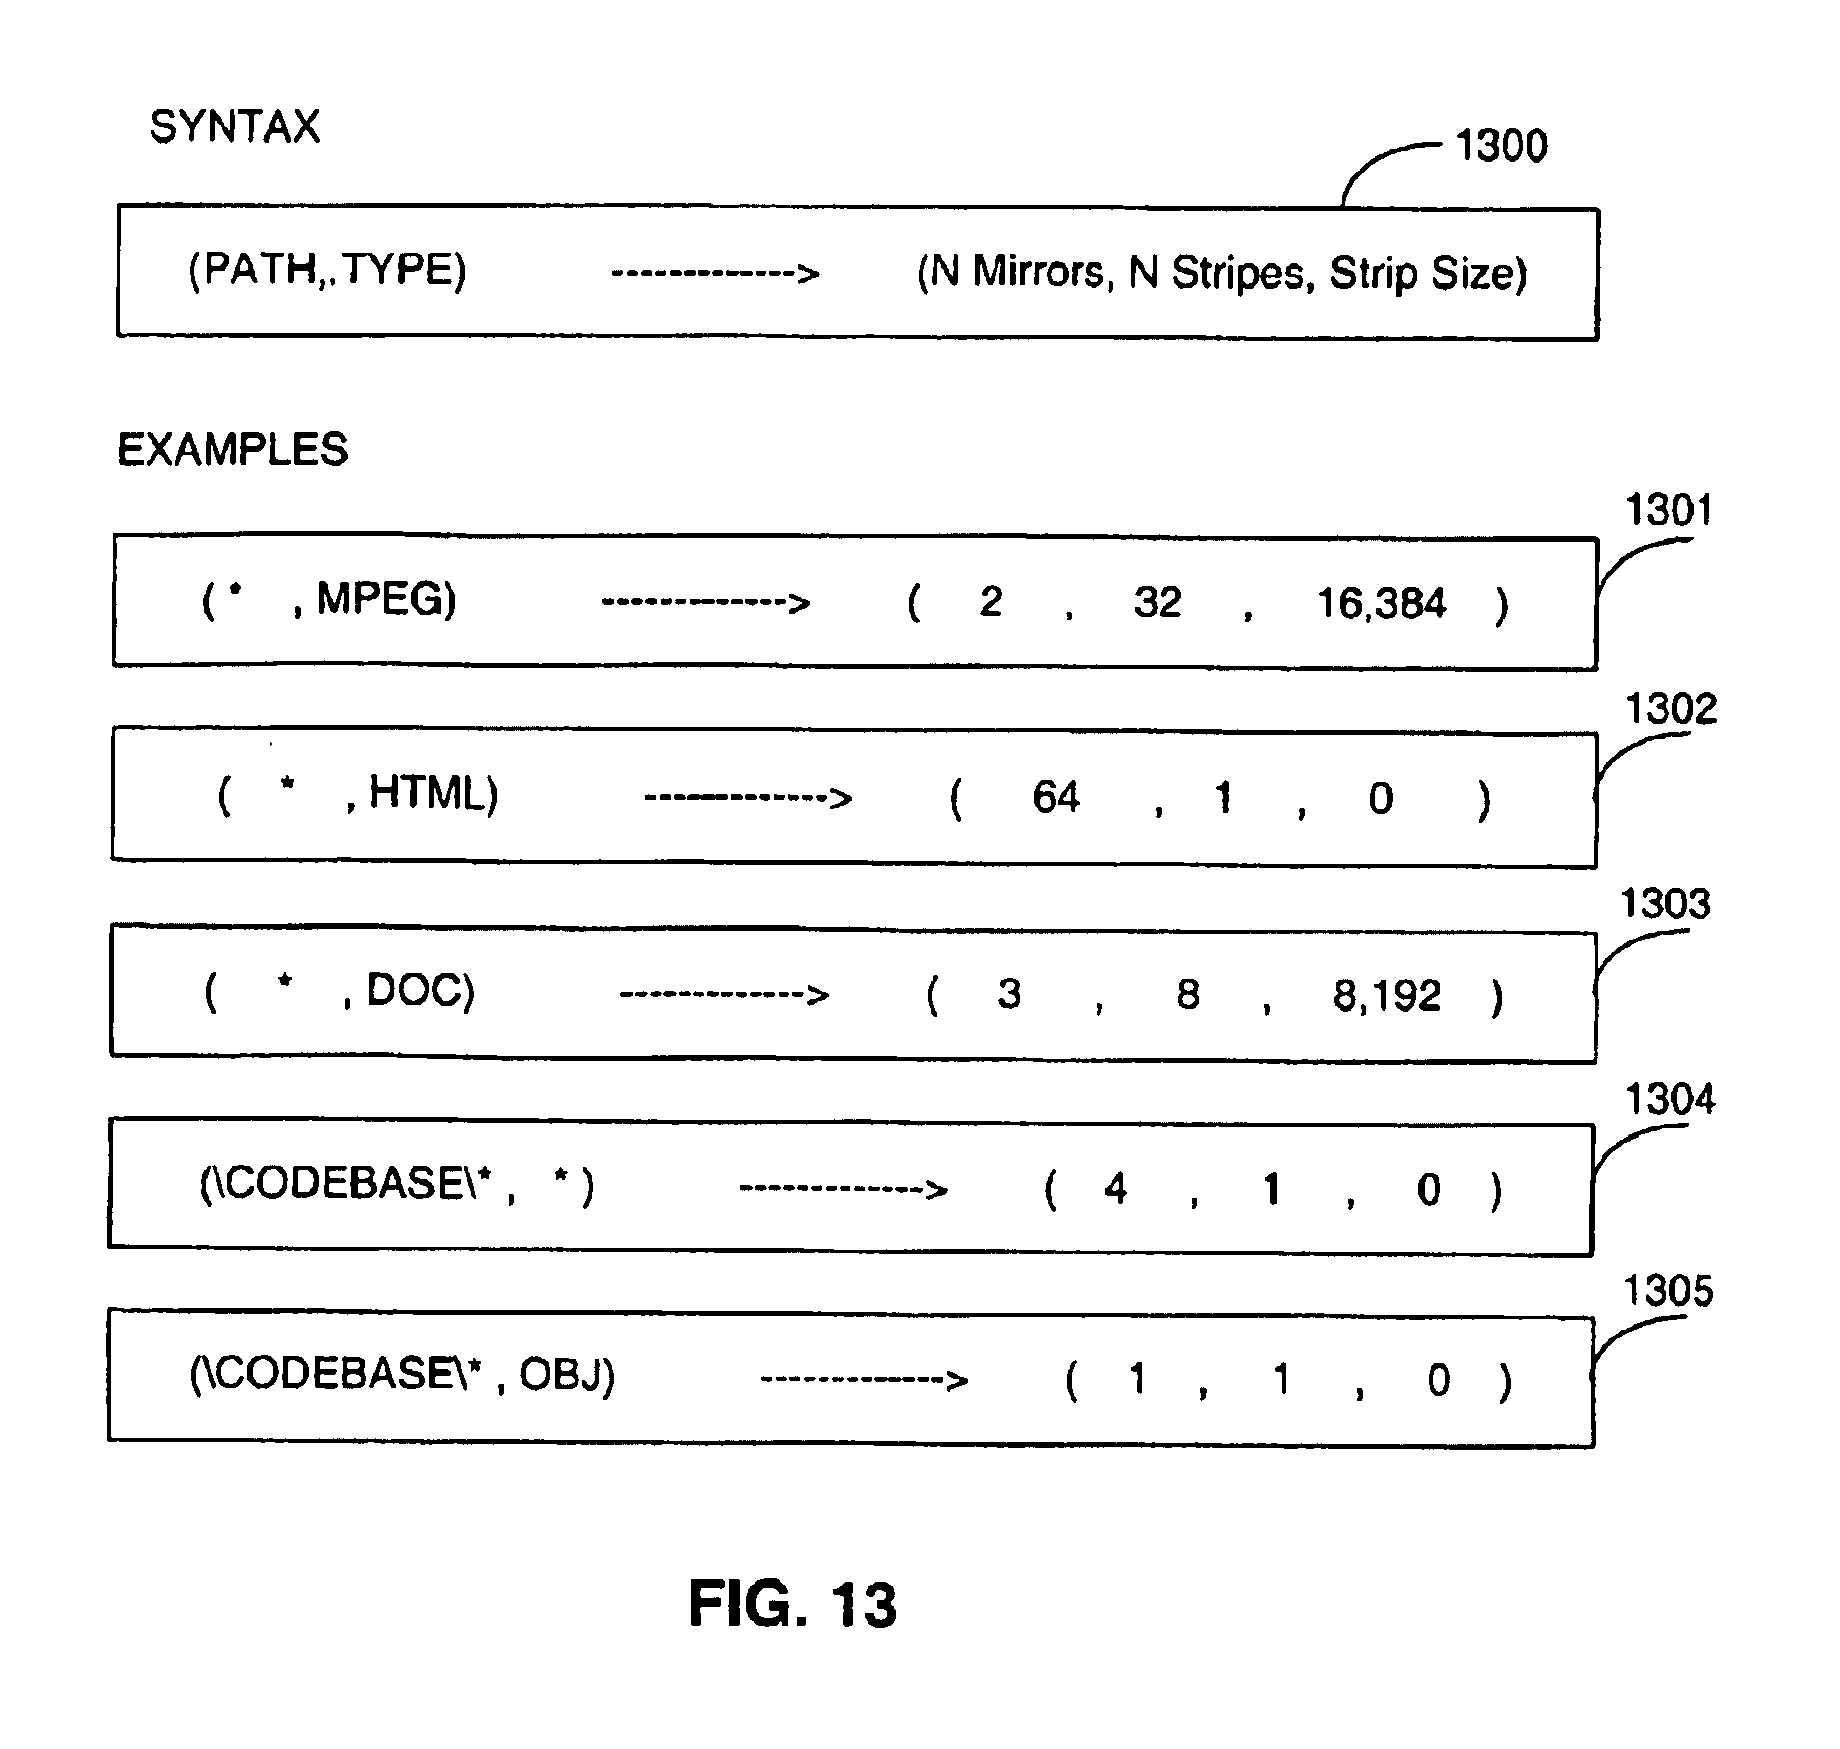 SYNTAX
1300
(PATH,.TYPE) ------------> (N Mirrors, N Stripes, Strip Size)
EXAMPLES
1301
( * , MPEG) ------------> ( 2 , 32 , 16,384 )
1302
( * , HTML) ------------> ( 64 , 1 , 0 )
1303
( * , DOC) ------------> ( 3 , 8 , 8,192 )
1304
(\CODEBASE\* , * ) ------------> ( 4 , 1 , 0 )
1305
(\CODEBASE\* , OBJ) ------------> ( 1 , 1 , 0 )
FIG. 13